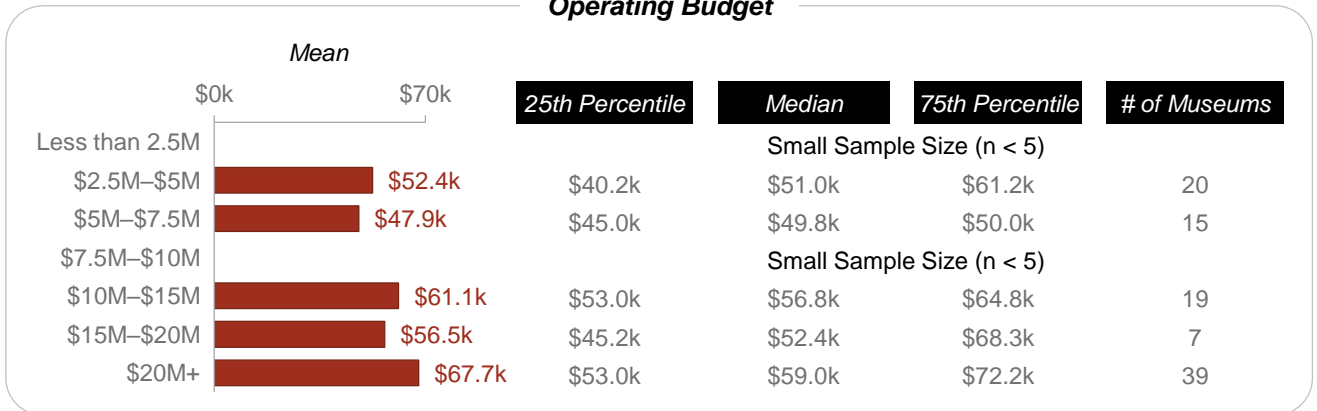 Operating Budget
Mean
$0k $70k 25th Percentile Median 75th Percentile # of Museums
Less than 2.5M Small Sample Size (n < 5)
$2.5M–$5M $52.4k $40.2k $51.0k $61.2k 20
$5M–$7.5M $47.9k $45.0k $49.8k $50.0k 15
$7.5M–$10M Small Sample Size (n < 5)
$10M–$15M $61.1k $53.0k $56.8k $64.8k 19
$15M–$20M $56.5k $45.2k $52.4k $68.3k 7
$20M+ $67.7k $53.0k $59.0k $72.2k 39